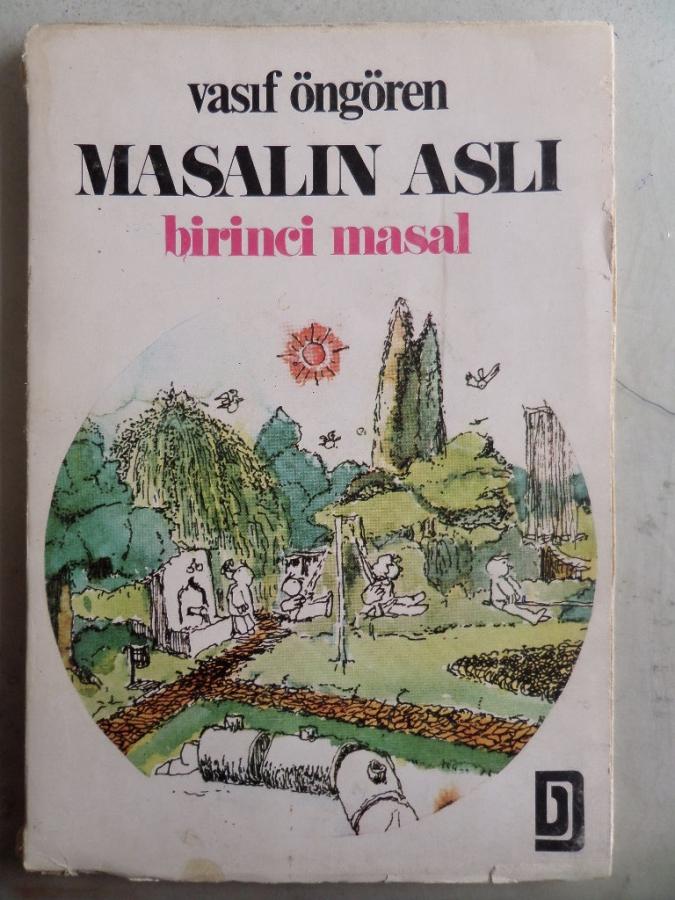 vasıf öngören
MASALIN ASLI
birinci masal